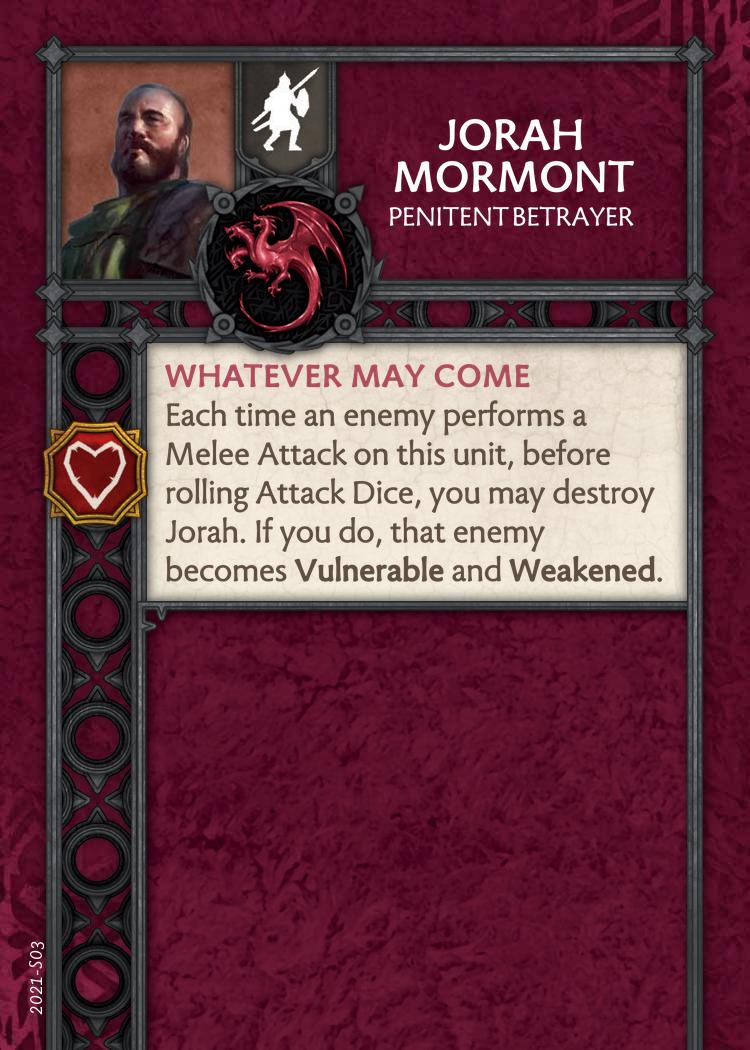 JORAH
MORMONT
PENITENT BETRAYER
WHATEVER MAY COME
Each time an enemy performs a
Melee Attack on this unit, before
rolling Attack Dice, you may destroy
Jorah. If you do, that enemy
becomes Vulnerable and Weakened.
2021-S03